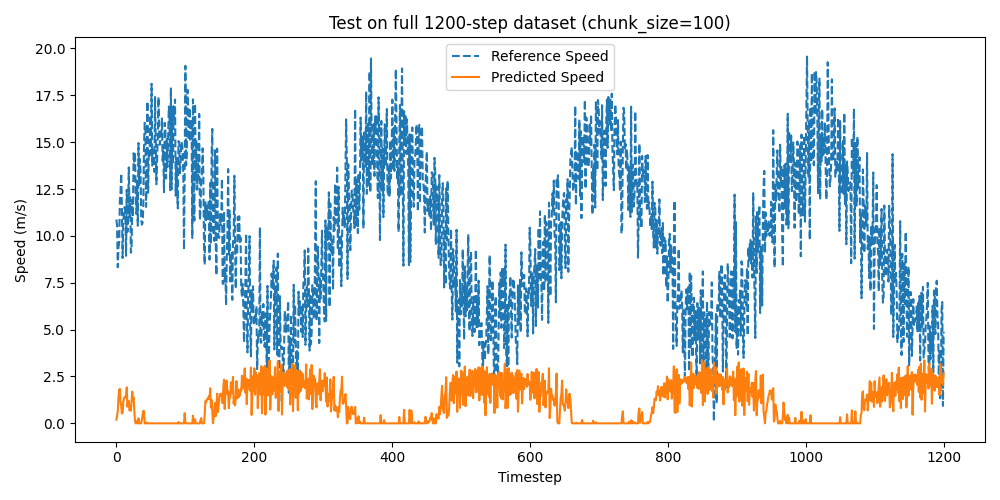 Test on full 1200-step dataset (chunk_size=100)
Reference Speed
Predicted Speed
20.0
17.5
15.0
12.5
10.0
7.5
5.0
2.5
0.0
Speed (m/s)
0 200 400 600 800 1000 1200
Timestep